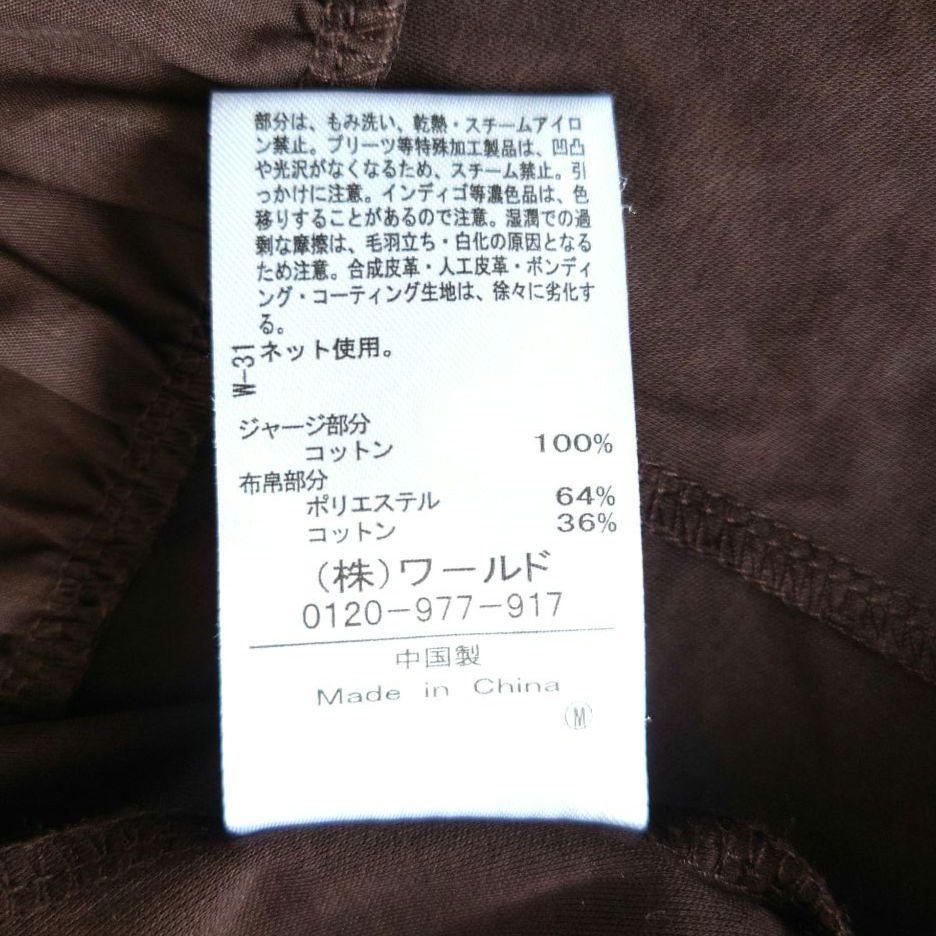 部分は、もみ洗い、乾熱・スチームアイロ
ン禁止。プリーツ等特殊加工製品は、凹凸
や光沢がなくなるため、スチーム禁止。引
っかけに注意。インディゴ等濃色品は、色
移りすることがあるので注意。湿潤での過
剰な摩擦は、毛羽立ち・白化の原因となる
ため注意。合成皮革・人工皮革・ボンディ
ング・コーティング生地は、徐々に劣化す
る。
ネット使用。
W-31
ジャージ部分
コットン 100%
布帛部分
ポリエステル 64%
コットン 36%
(株)ワールド
0120-977-917
中国製
Made in China
Ⓜ